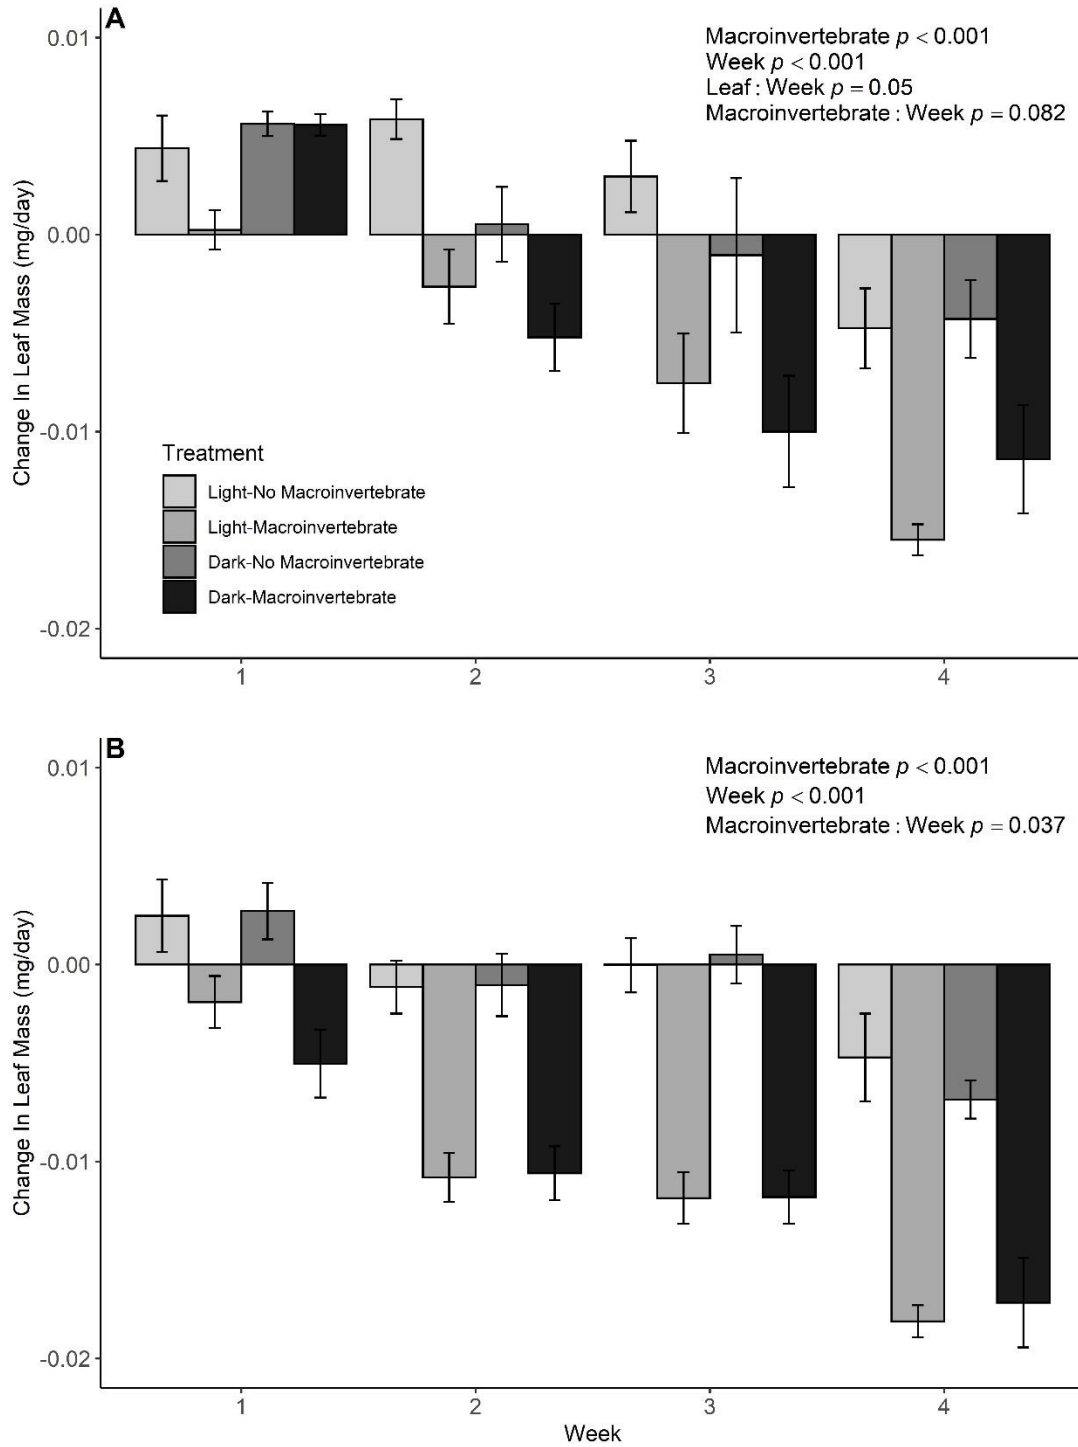 A
Macroinvertebrate p < 0.001
Week p < 0.001
Leaf : Week p = 0.05
Macroinvertebrate : Week p = 0.082
0.01
0.00
-0.01
-0.02
Change In Leaf Mass (mg/day)
Treatment
Light-No Macroinvertebrate
Light-Macroinvertebrate
Dark-No Macroinvertebrate
Dark-Macroinvertebrate
1 2 3 4
B
Macroinvertebrate p < 0.001
Week p < 0.001
Macroinvertebrate : Week p = 0.037
0.01
0.00
-0.01
-0.02
Change In Leaf Mass (mg/day)
1 2 3 4
Week